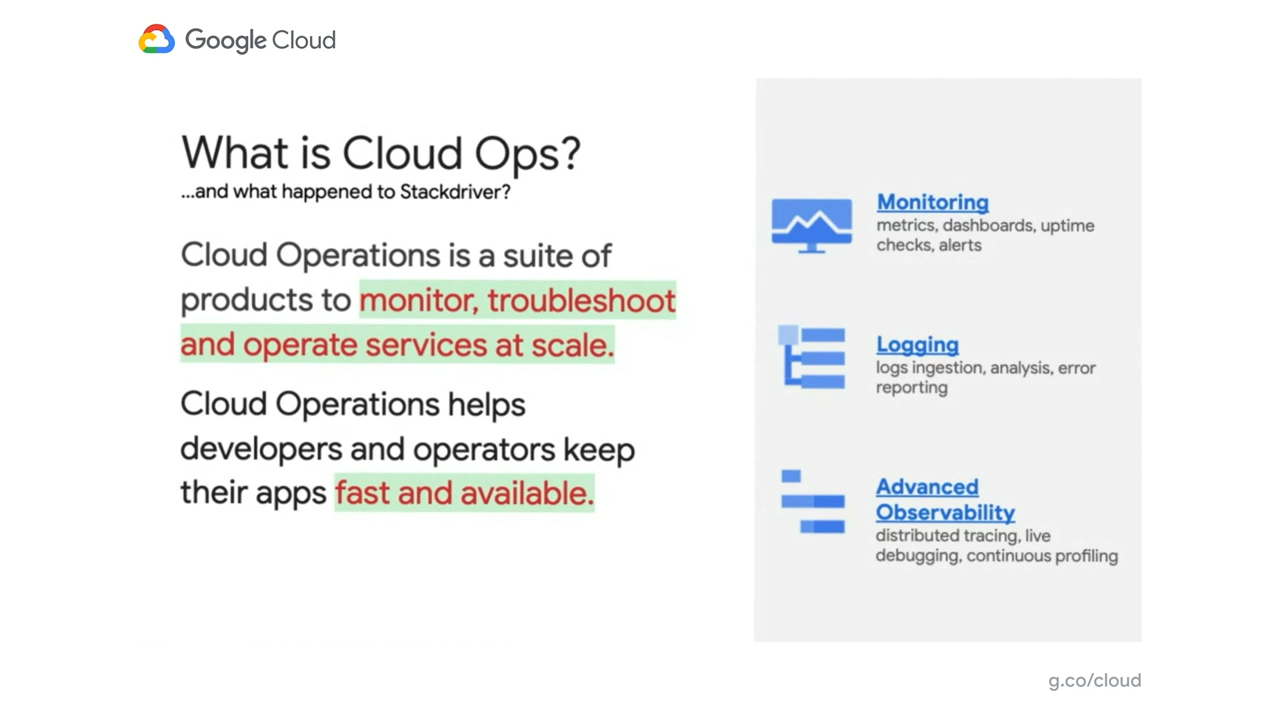 Google Cloud
What is Cloud Ops?
...and what happened to Stackdriver?
Cloud Operations is a suite of
products to monitor, troubleshoot
and operate services at scale.
Cloud Operations helps
developers and operators keep
their apps fast and available.
Monitoring
metrics, dashboards, uptime
checks, alerts
Logging
logs ingestion, analysis, error
reporting
Advanced
Observability
distributed tracing, live
debugging, continuous profiling
g.co/cloud